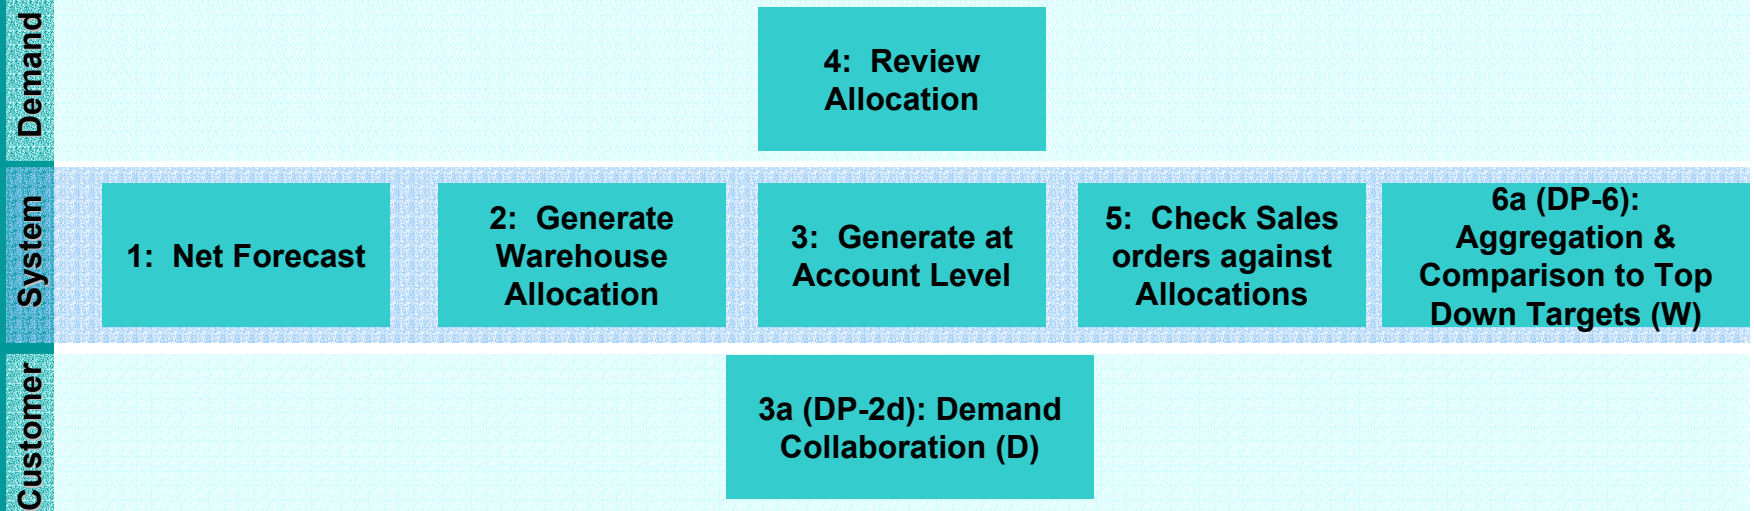 Demand
4: Review
Allocation
System
1: Net Forecast
2: Generate
Warehouse
Allocation
3: Generate at
Account Level
5: Check Sales
orders against
Allocations
6a (DP-6):
Aggregation &
Comparison to Top
Down Targets (W)
Customer
3a (DP-2d): Demand
Collaboration (D)